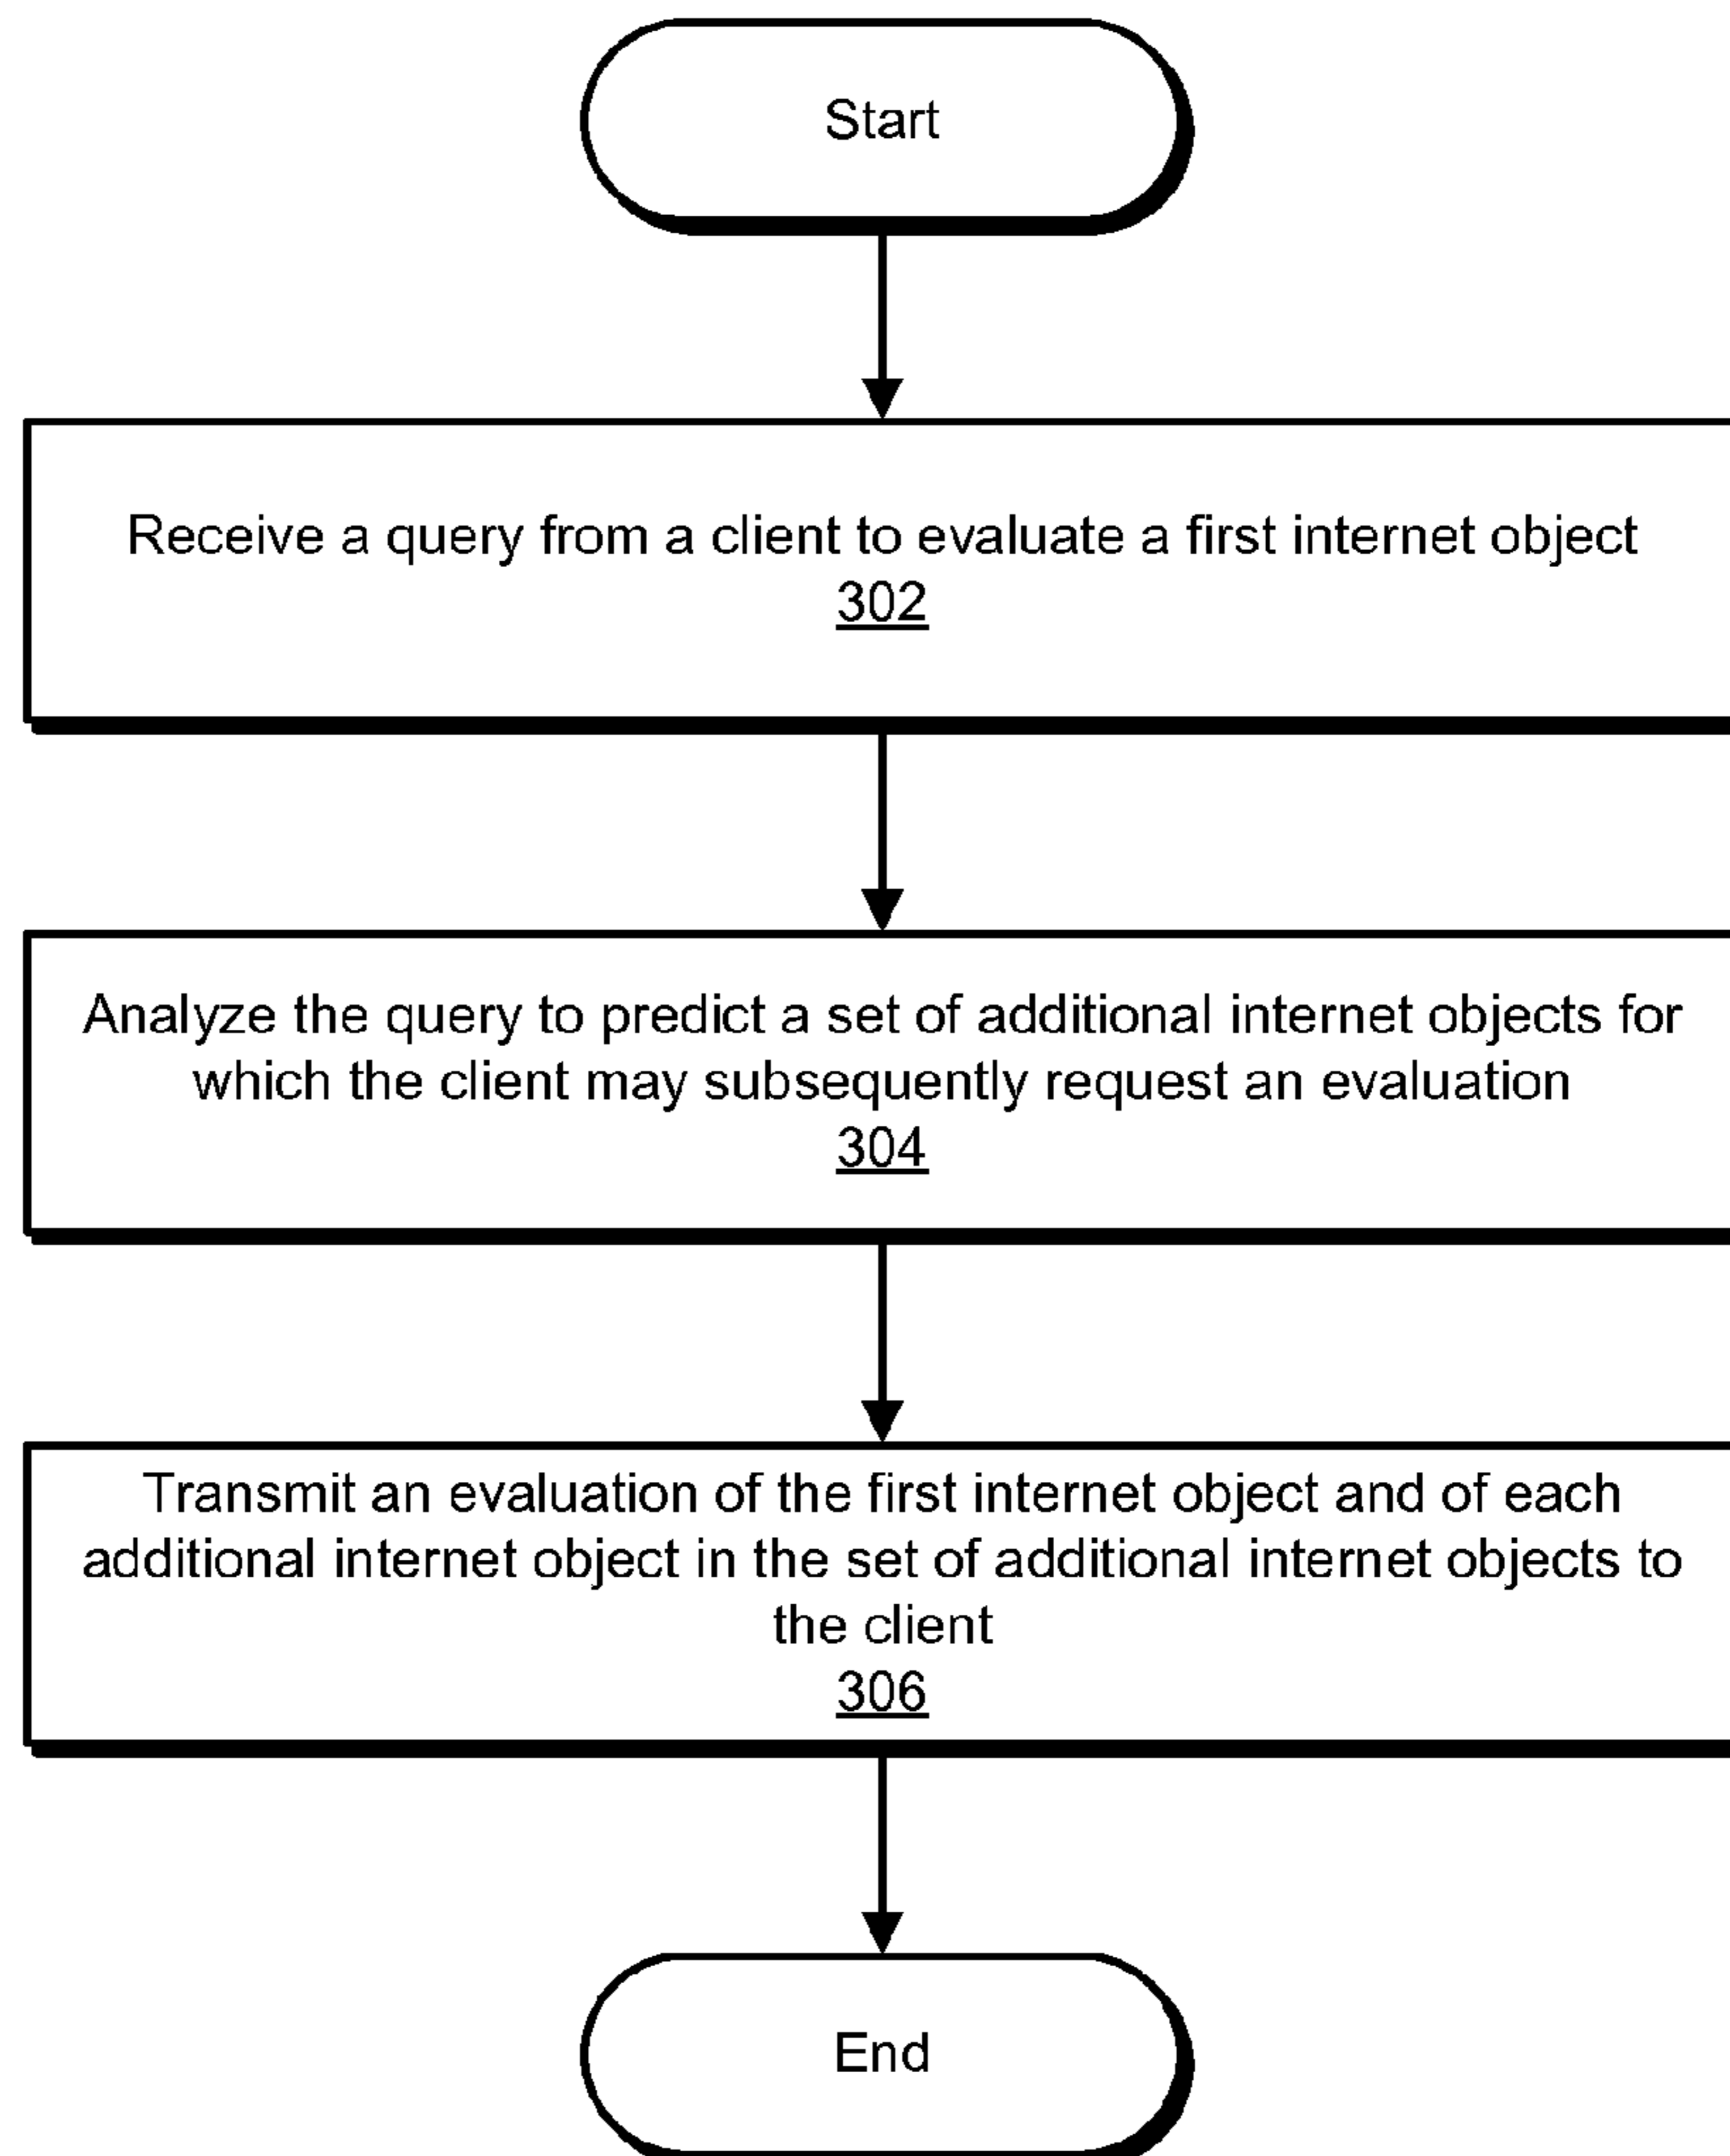 Start
Receive a query from a client to evaluate a first internet object
302
Analyze the query to predict a set of additional internet objects for
which the client may subsequently request an evaluation
304
Transmit an evaluation of the first internet object and of each
additional internet object in the set of additional internet objects to
the client
306
End